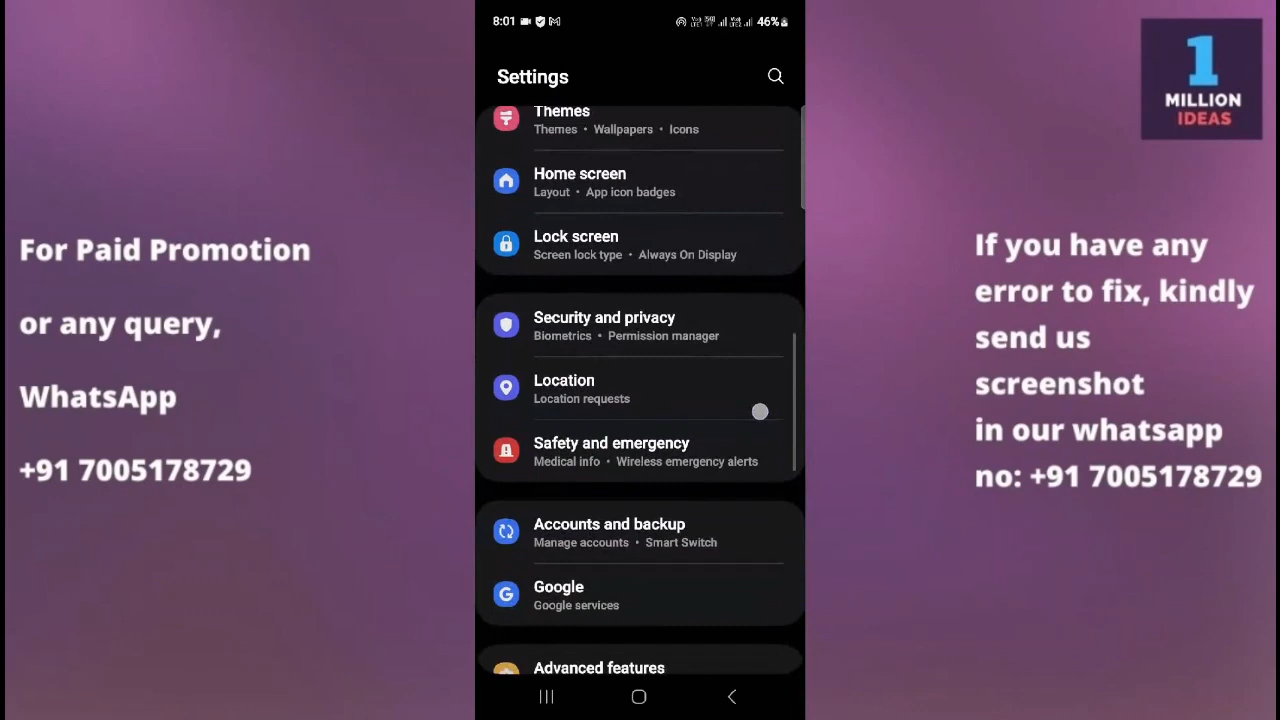 For Paid Promotion
or any query,
WhatsApp
+91 7005178729
8:01
46%
Settings
Themes
Themes • Wallpapers • Icons
Home screen
Layout • App icon badges
Lock screen
Screen lock type • Always On Display
Security and privacy
Biometrics • Permission manager
Location
Location requests
Safety and emergency
Medical info • Wireless emergency alerts
Accounts and backup
Manage accounts • Smart Switch
Google
Google services
Advanced features
1
MILLION
IDEAS
If you have any
error to fix, kindly
send us
screenshot
in our whatsapp
no: +91 7005178729